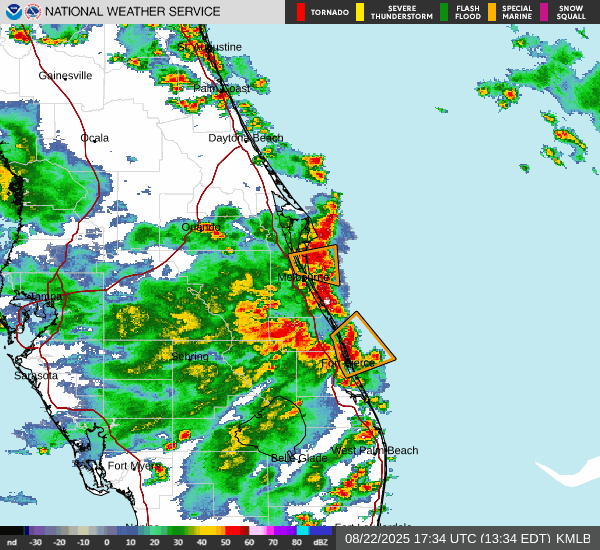 NATIONAL WEATHER SERVICE
TORNADO
SEVERE THUNDERSTORM
FLASH FLOOD
SPECIAL MARINE
SNOW SQUALL
St Augustine
Gainesville
Palm Coast
Ocala
Daytona Beach
Orlando
Melbourne
Tampa
Sebring
Fort Pierce
Sarasota
West Palm Beach
Belle Glade
Fort Myers
nd -30 -20 -10 0 10 20 30 40 50 60 70 80 dBZ
08/22/2025 17:34 UTC (13:34 EDT) KMLB